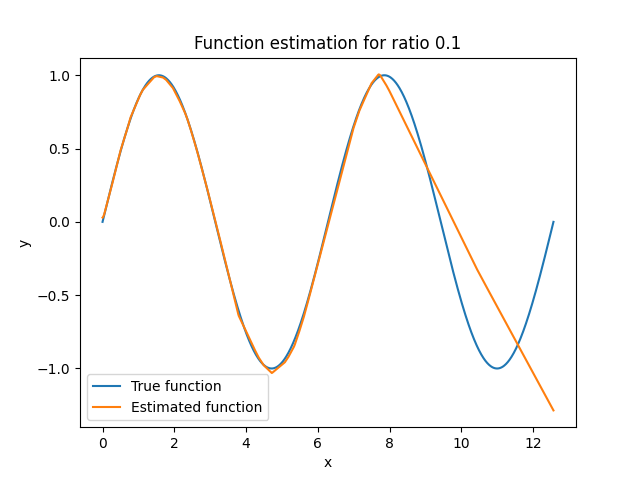 Function estimation for ratio 0.1
1.0
0.5
0.0
−0.5
−1.0
y
True function
Estimated function
0 2 4 6 8 10 12
x